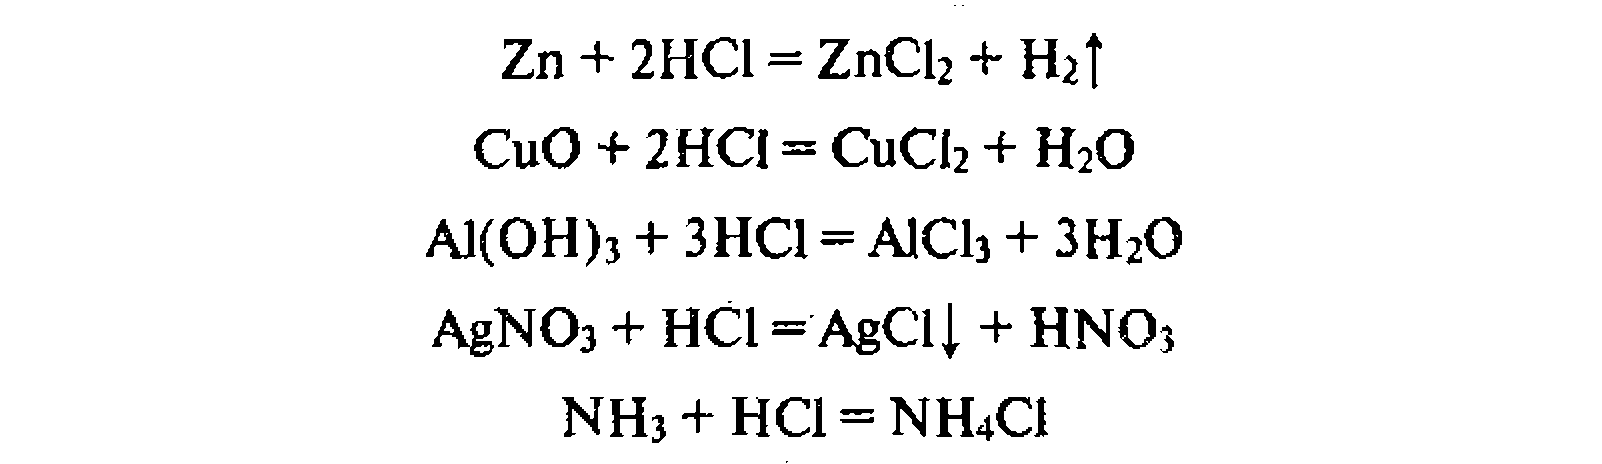 Zn + 2HCl = ZnCl₂ + H₂↑
CuO + 2HCl = CuCl₂ + H₂O
Al(OH)₃ + 3HCl = AlCl₃ + 3H₂O
AgNO₃ + HCl = AgCl↓ + HNO₃
NH₃ + HCl = NH₄Cl